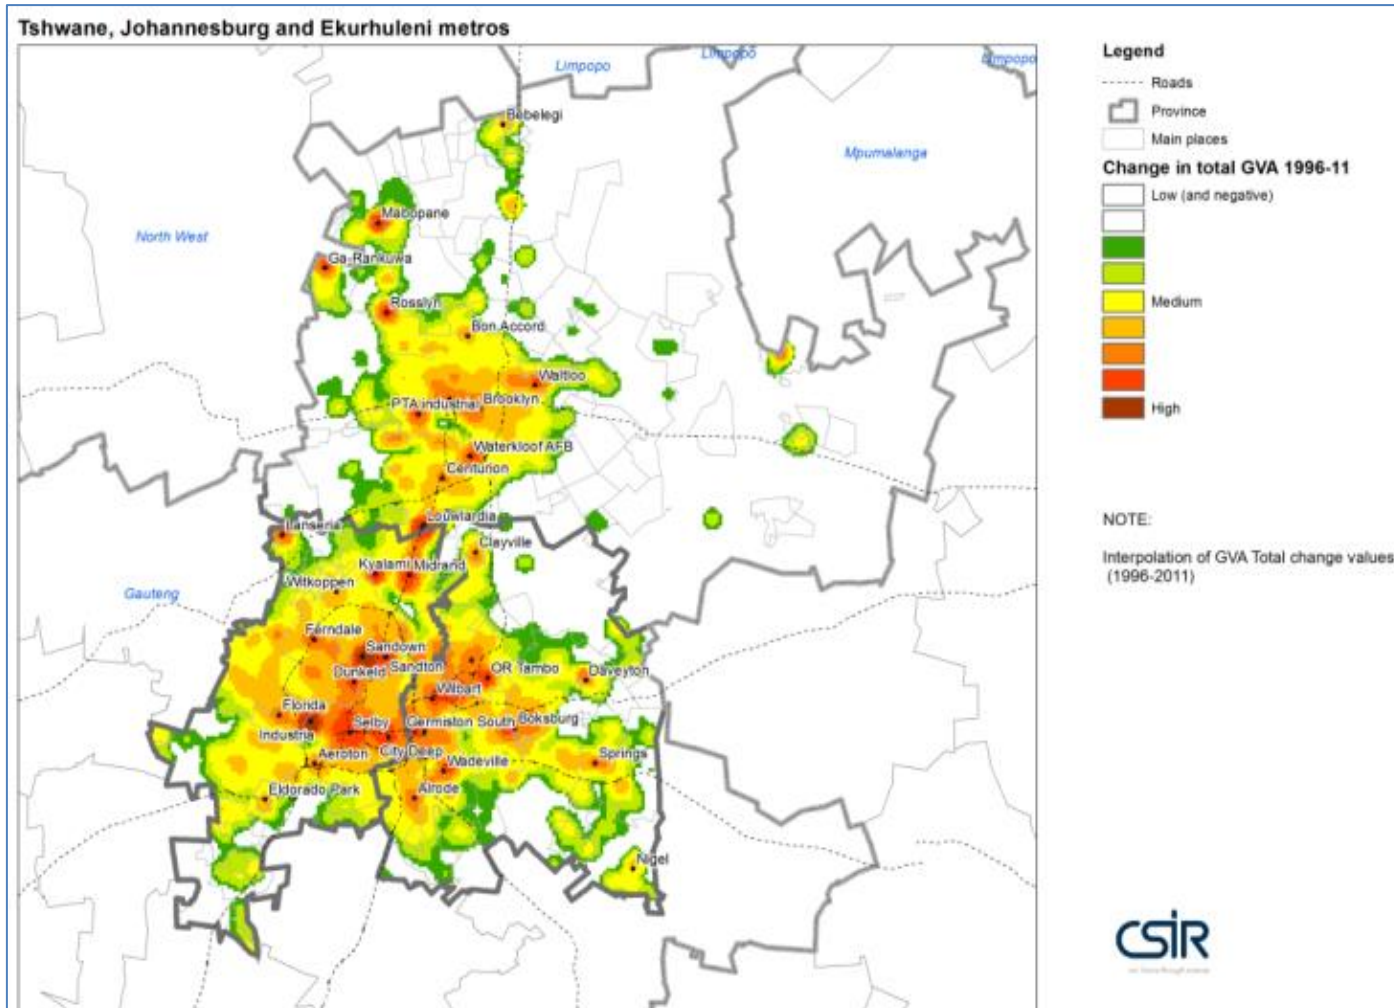 Tshwane, Johannesburg and Ekurhuleni metros
Limpopo
Limpopo
Limpopo
Bebelegi
Mpumalanga
Mabopane
North West
Ga-Rankuwa
Rosslyn
Bon Accord
Waltloo
PTA industrial
Brooklyn
Waterkloof AFB
Centurion
Louwlardia
Lanseria
Clayville
Kyalami
Midrand
Witkoppen
Gauteng
Ferndale
Sandown
Dunkeld
Sandton
OR Tambo
Daveyton
Wilbart
Florida
Selby
Germiston South
Boksburg
Industria
Aeroton
City Deep
Wadeville
Springs
Eldorado Park
Alrode
Nigel
Legend
Roads
Province
Main places
Change in total GVA 1996-11
Low (and negative)
Medium
High
NOTE:
Interpolation of GVA Total change values
(1996-2011)
CSIR